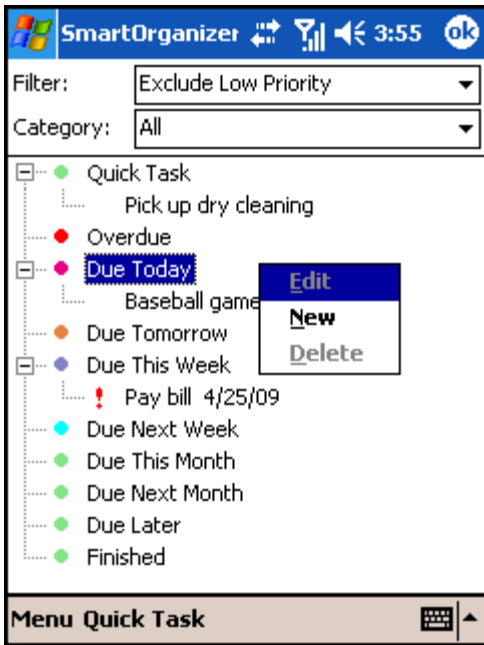 SmartOrganizer 3:55 ok
Filter: Exclude Low Priority
Category: All
Quick Task
Pick up dry cleaning
Overdue
Due Today
Edit
Baseball game
New
Due Tomorrow
Delete
Due This Week
Pay bill 4/25/09
Due Next Week
Due This Month
Due Next Month
Due Later
Finished
Menu Quick Task